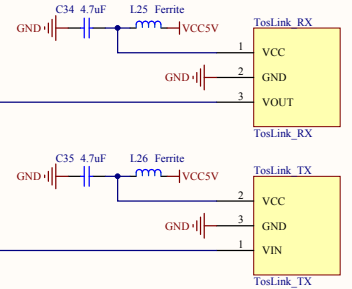 C34 4.7uF L25 Ferrite TosLink_RX
GND VCC5V
1 VCC
GND 2 GND
3 VOUT
TosLink_RX
C35 4.7uF L26 Ferrite TosLink_TX
GND VCC5V
2 VCC
GND 3 GND
1 VIN
TosLink_TX